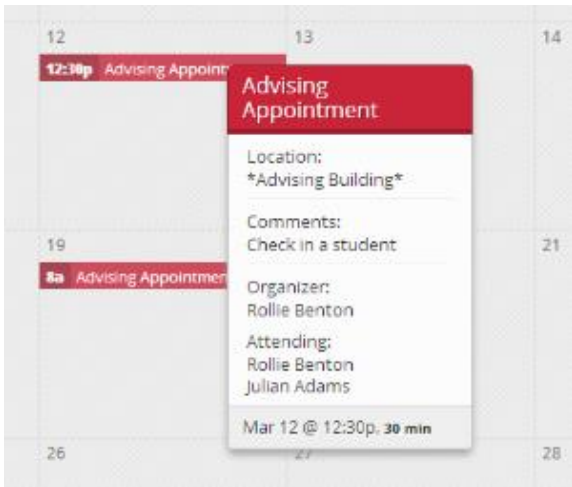 12
13
14
12:30p Advising Appoint
Advising
Appointment
Location:
*Advising Building*
Comments:
Check in a student
19
21
8a Advising Appointmen
Organizer:
Rollie Benton
Attending:
Rollie Benton
Julian Adams
Mar 12 @ 12:30p, 30 min
26
27
28